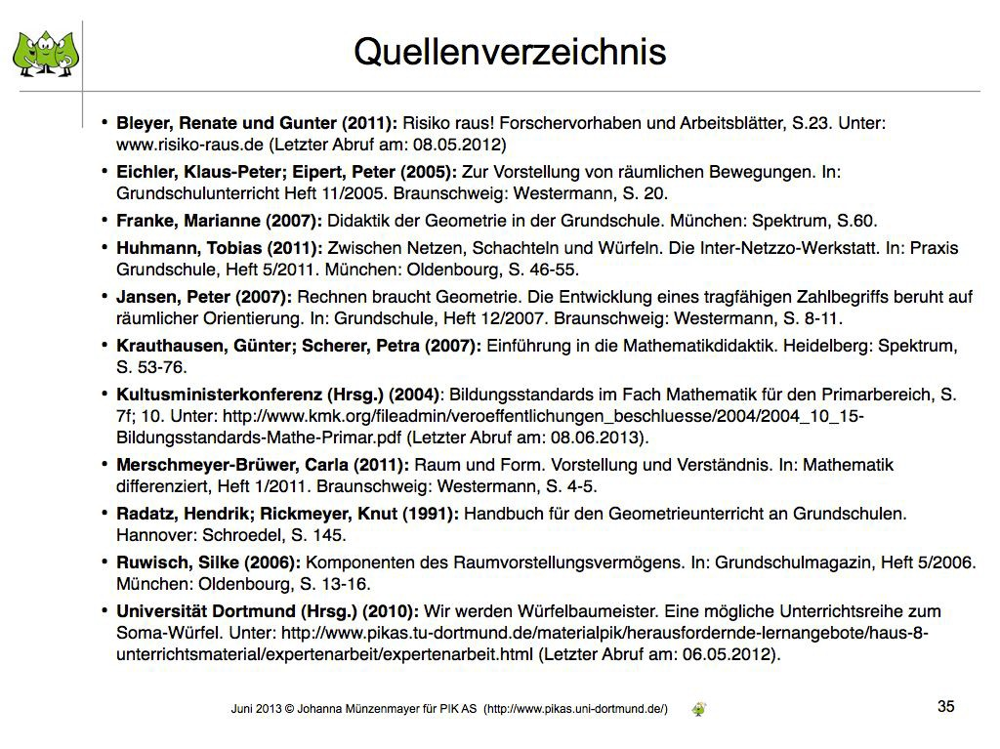 Quellenverzeichnis
• Bleyer, Renate und Gunter (2011): Risiko raus! Forschervorhaben und Arbeitsblätter, S.23. Unter:
www.risiko-raus.de (Letzter Abruf am: 08.05.2012)
• Eichler, Klaus-Peter; Eipert, Peter (2005): Zur Vorstellung von räumlichen Bewegungen. In:
Grundschulunterricht Heft 11/2005. Braunschweig: Westermann, S. 20.
• Franke, Marianne (2007): Didaktik der Geometrie in der Grundschule. München: Spektrum, S.60.
• Huhmann, Tobias (2011): Zwischen Netzen, Schachteln und Würfeln. Die Inter-Netzzo-Werkstatt. In: Praxis
Grundschule, Heft 5/2011. München: Oldenbourg, S. 46-55.
• Jansen, Peter (2007): Rechnen braucht Geometrie. Die Entwicklung eines tragfähigen Zahlbegriffs beruht auf
räumlicher Orientierung. In: Grundschule, Heft 12/2007. Braunschweig: Westermann, S. 8-11.
• Krauthausen, Günter; Scherer, Petra (2007): Einführung in die Mathematikdidaktik. Heidelberg: Spektrum,
S. 53-76.
• Kultusministerkonferenz (Hrsg.) (2004): Bildungsstandards im Fach Mathematik für den Primarbereich, S.
7f; 10. Unter: http://www.kmk.org/fileadmin/veroeffentlichungen_beschluesse/2004/2004_10_15-
Bildungsstandards-Mathe-Primar.pdf (Letzter Abruf am: 08.06.2013).
• Merschmeyer-Brüwer, Carla (2011): Raum und Form. Vorstellung und Verständnis. In: Mathematik
differenziert, Heft 1/2011. Braunschweig: Westermann, S. 4-5.
• Radatz, Hendrik; Rickmeyer, Knut (1991): Handbuch für den Geometrieunterricht an Grundschulen.
Hannover: Schroedel, S. 145.
• Ruwisch, Silke (2006): Komponenten des Raumvorstellungsvermögens. In: Grundschulmagazin, Heft 5/2006.
München: Oldenbourg, S. 13-16.
• Universität Dortmund (Hrsg.) (2010): Wir werden Würfelbaumeister. Eine mögliche Unterrichtsreihe zum
Soma-Würfel. Unter: http://www.pikas.tu-dortmund.de/materialpik/herausfordernde-lernangebote/haus-8-
unterrichtsmaterial/expertenarbeit/expertenarbeit.html (Letzter Abruf am: 06.05.2012).
Juni 2013 © Johanna Münzenmayer für PIK AS (http://www.pikas.uni-dortmund.de/)
35